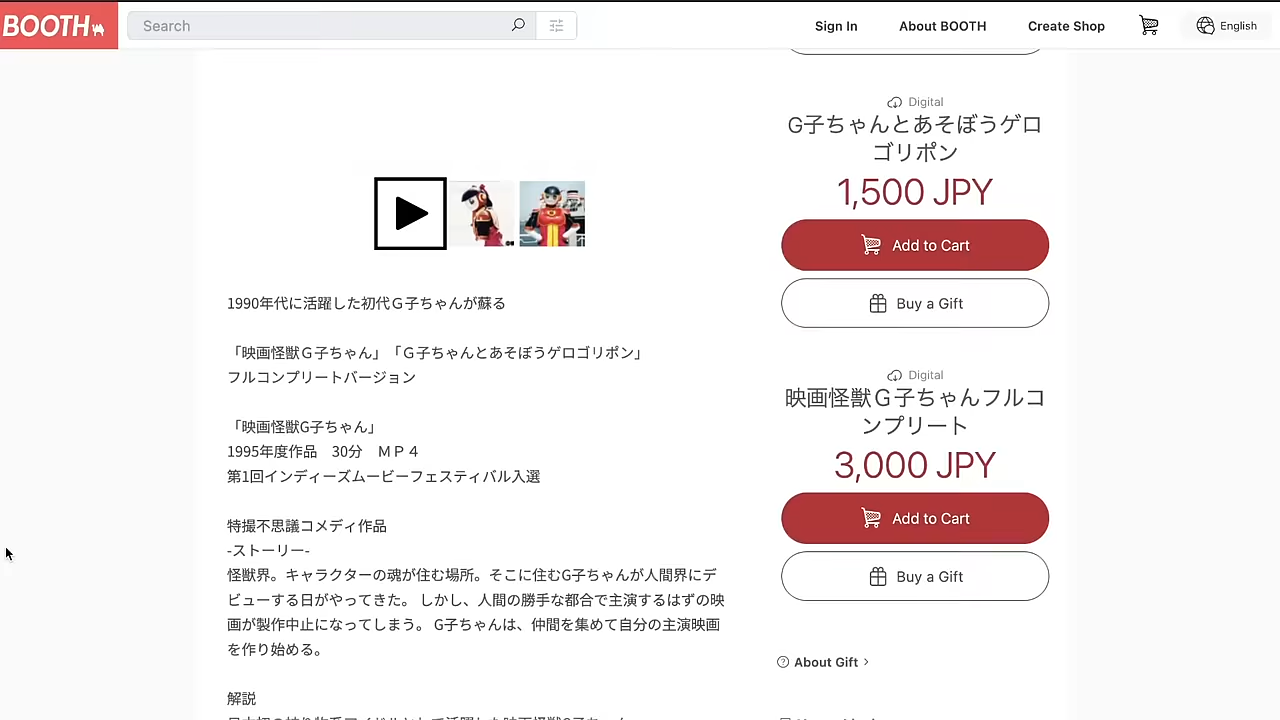 BOOTH
Search
Sign In
About BOOTH
Create Shop
English
1990年代に活躍した初代Ｇ子ちゃんが蘇る
「映画怪獣Ｇ子ちゃん」「Ｇ子ちゃんとあそぼうゲロゴリポン」
フルコンプリートバージョン
「映画怪獣G子ちゃん」
1995年度作品　30分　ＭＰ４
第1回インディーズムービーフェスティバル入選
特撮不思議コメディ作品
-ストーリー-
怪獣界。キャラクターの魂が住む場所。そこに住むG子ちゃんが人間界にデ
ビューする日がやってきた。 しかし、人間の勝手な都合で主演するはずの映
画が製作中止になってしまう。 G子ちゃんは、仲間を集めて自分の主演映画
を作り始める。
解説
Digital
G子ちゃんとあそぼうゲロ
ゴリポン
1,500 JPY
Add to Cart
Buy a Gift
Digital
映画怪獣Ｇ子ちゃんフルコ
ンプリート
3,000 JPY
Add to Cart
Buy a Gift
About Gift